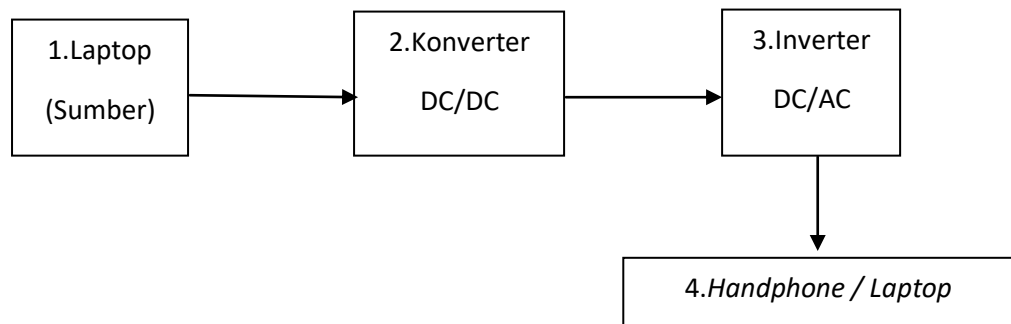 1.Laptop
(Sumber)
2.Konverter
DC/DC
3.Inverter
DC/AC
4.Handphone / Laptop